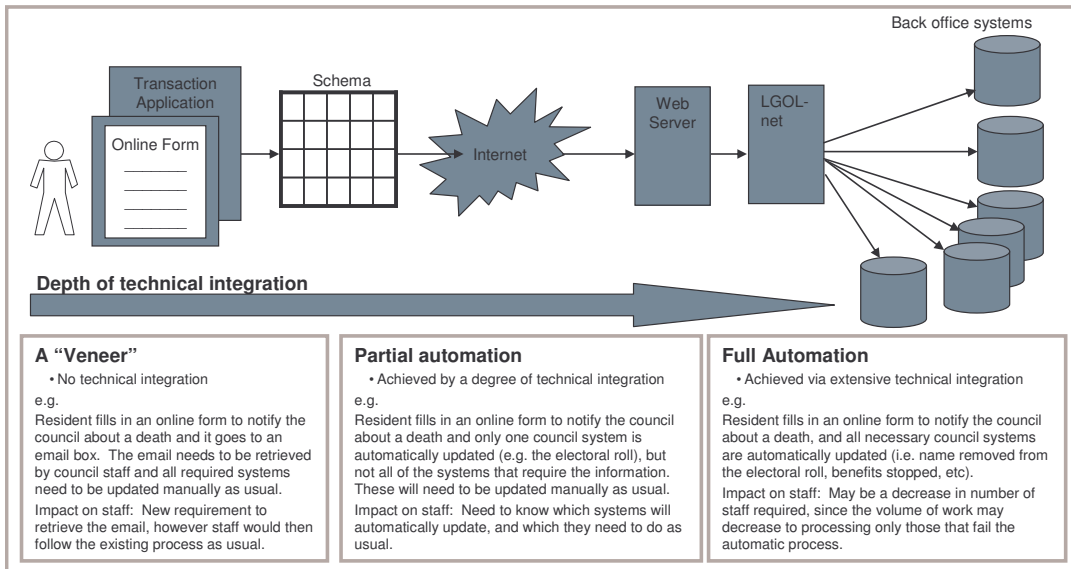 Back office systems
Transaction
Application
Schema
Online Form
Internet
Web
Server
LGOL-
net
Depth of technical integration
A “Veneer”
• No technical integration
e.g.
Resident fills in an online form to notify the
council about a death and it goes to an
email box. The email needs to be retrieved
by council staff and all required systems
need to be updated manually as usual.
Impact on staff: New requirement to
retrieve the email, however staff would then
follow the existing process as usual.
Partial automation
• Achieved by a degree of technical integration
e.g.
Resident fills in an online form to notify the council
about a death and only one council system is
automatically updated (e.g. the electoral roll), but
not all of the systems that require the information.
These will need to be updated manually as usual.
Impact on staff: Need to know which systems will
automatically update, and which they need to do as
usual.
Full Automation
• Achieved via extensive technical integration
e.g.
Resident fills in an online form to notify the council
about a death, and all necessary council systems
are automatically updated (i.e. name removed from
the electoral roll, benefits stopped, etc).
Impact on staff: May be a decrease in number of
staff required, since the volume of work may
decrease to processing only those that fail the
automatic process.